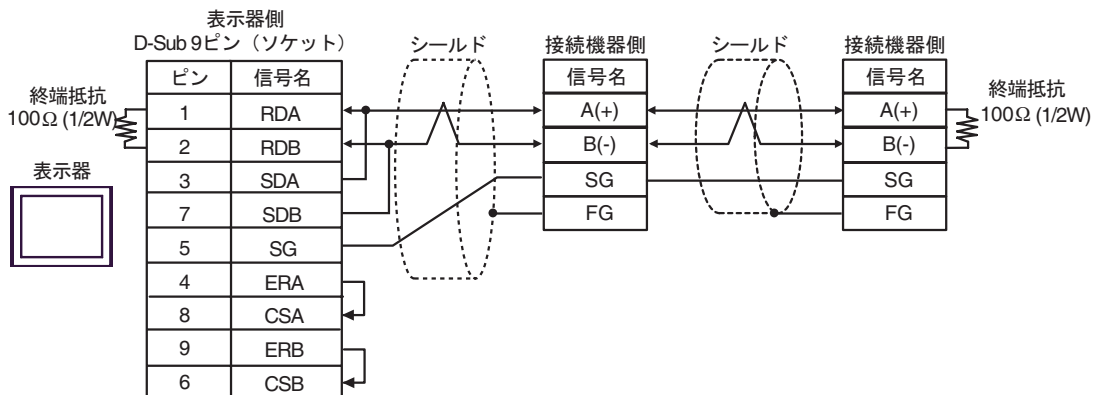 表示器側
D-Sub 9ピン（ソケット）
シールド
接続機器側
シールド
接続機器側
ピン 信号名
信号名
信号名
終端抵抗
100Ω (1/2W)
終端抵抗
100Ω (1/2W)
1 RDA
A(+)
A(+)
2 RDB
B(-)
B(-)
表示器
3 SDA
SG
SG
7 SDB
FG
FG
5 SG
4 ERA
8 CSA
9 ERB
6 CSB